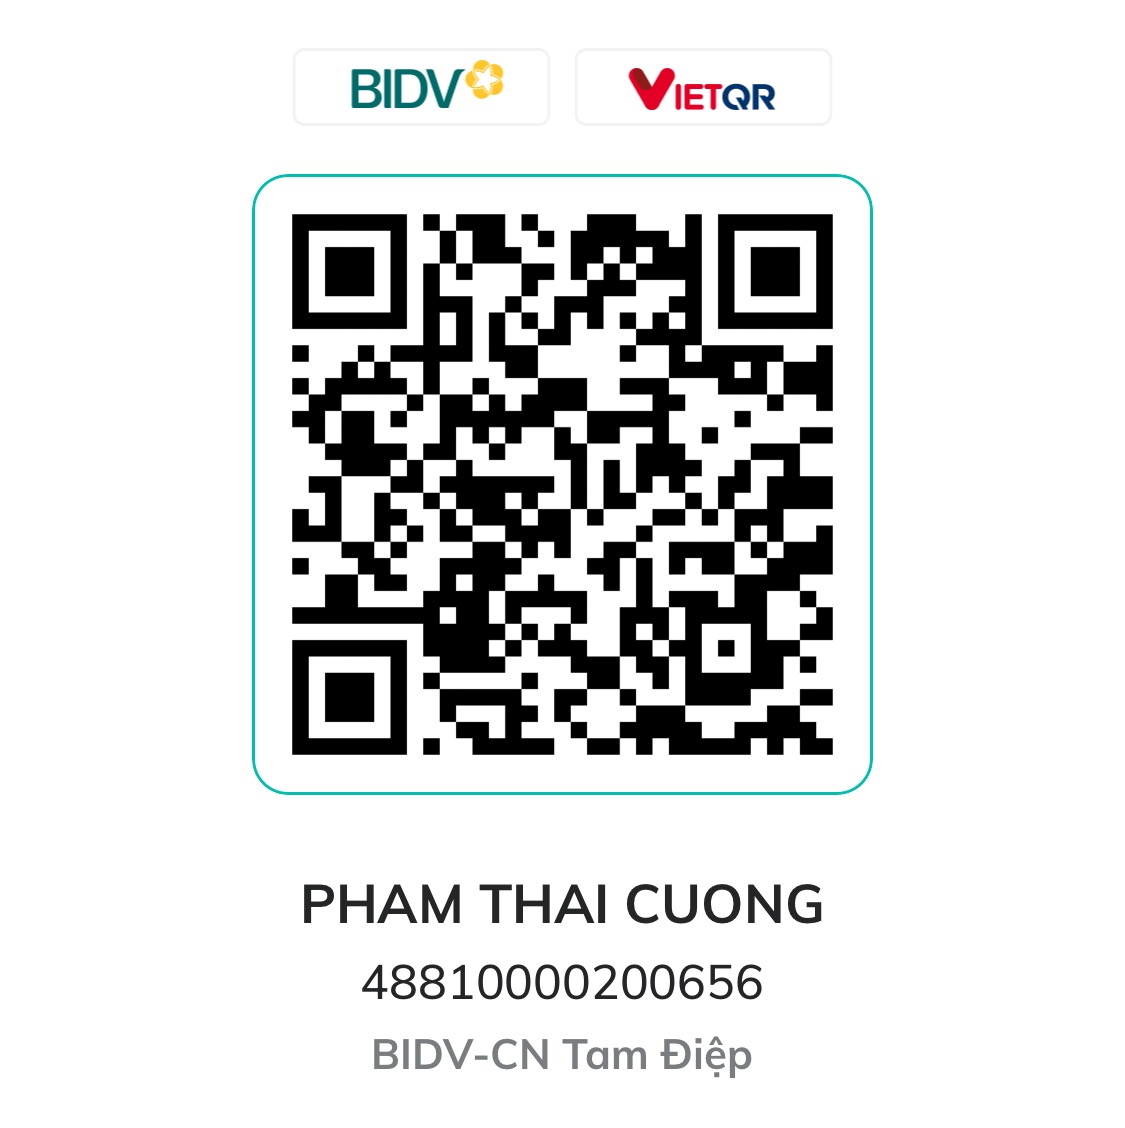 BIDV VIETQR
PHAM THAI CUONG
48810000200656
BIDV-CN Tam Điệp